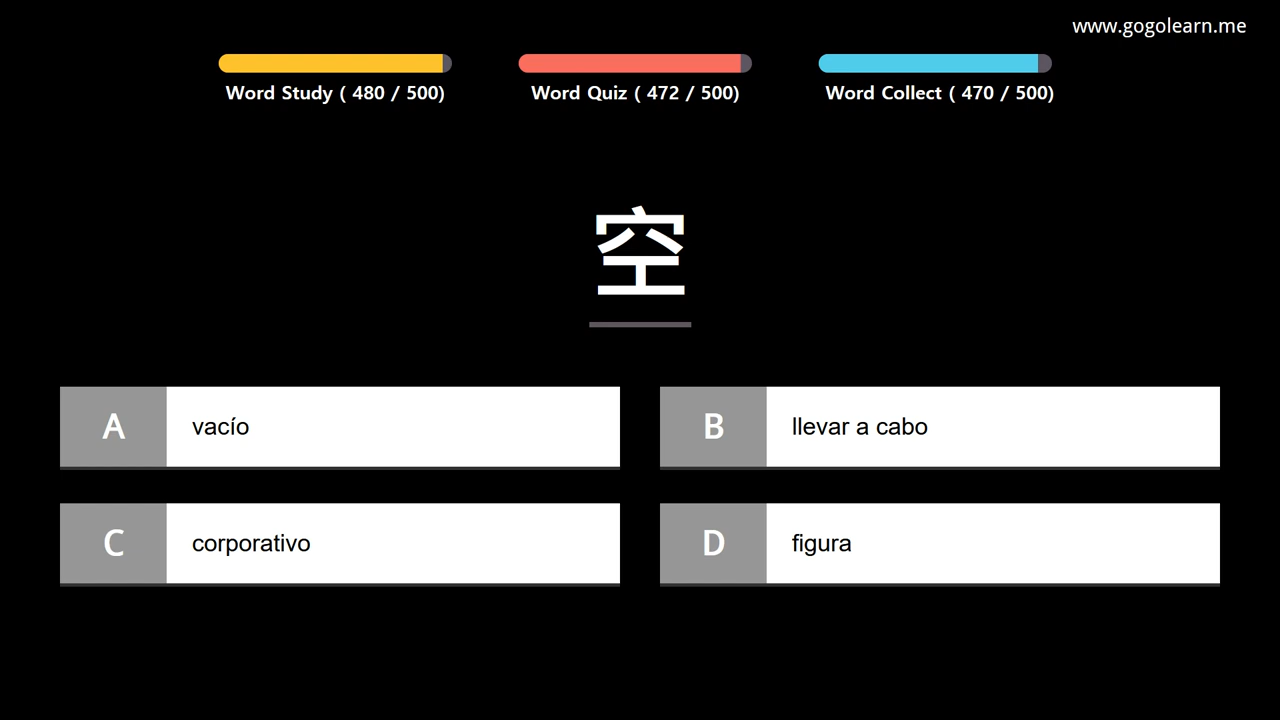 www.gogolearn.me
Word Study ( 480 / 500)
Word Quiz ( 472 / 500)
Word Collect ( 470 / 500)
空
A vacío
B llevar a cabo
C corporativo
D figura